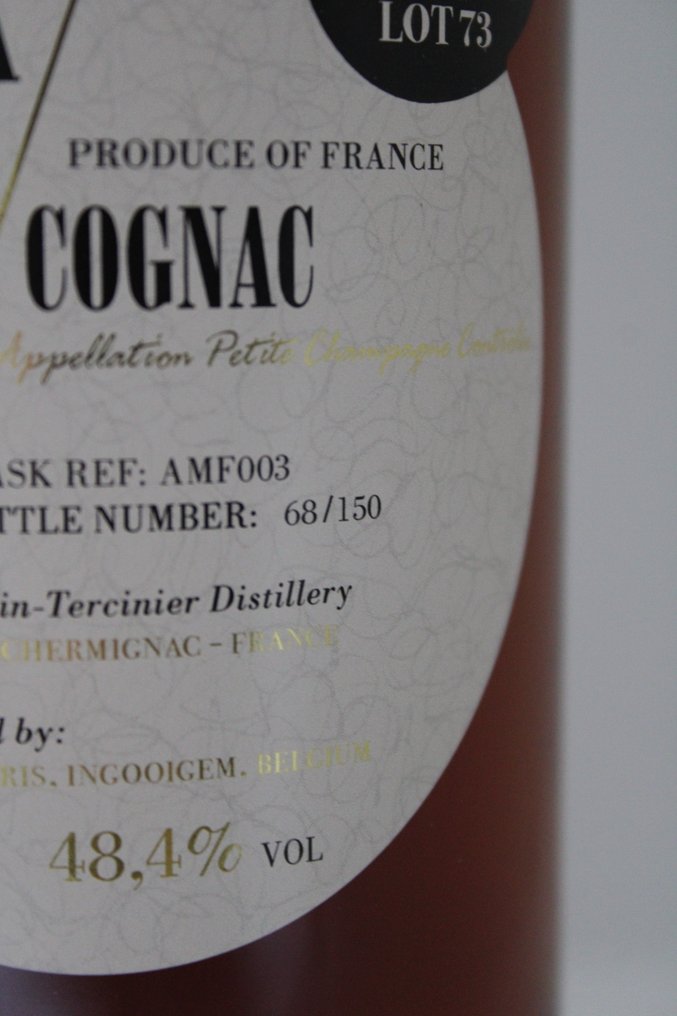 LOT 73
PRODUCE OF FRANCE
COGNAC
Appellation Petite Champagne Contrôlée
ASK REF: AMF003
TTLE NUMBER: 68/150
in-Tercinier Distillery
CHERMIGNAC - FRANCE
d by:
RIS, INGOOIGEM, BELGIUM
48,4% VOL